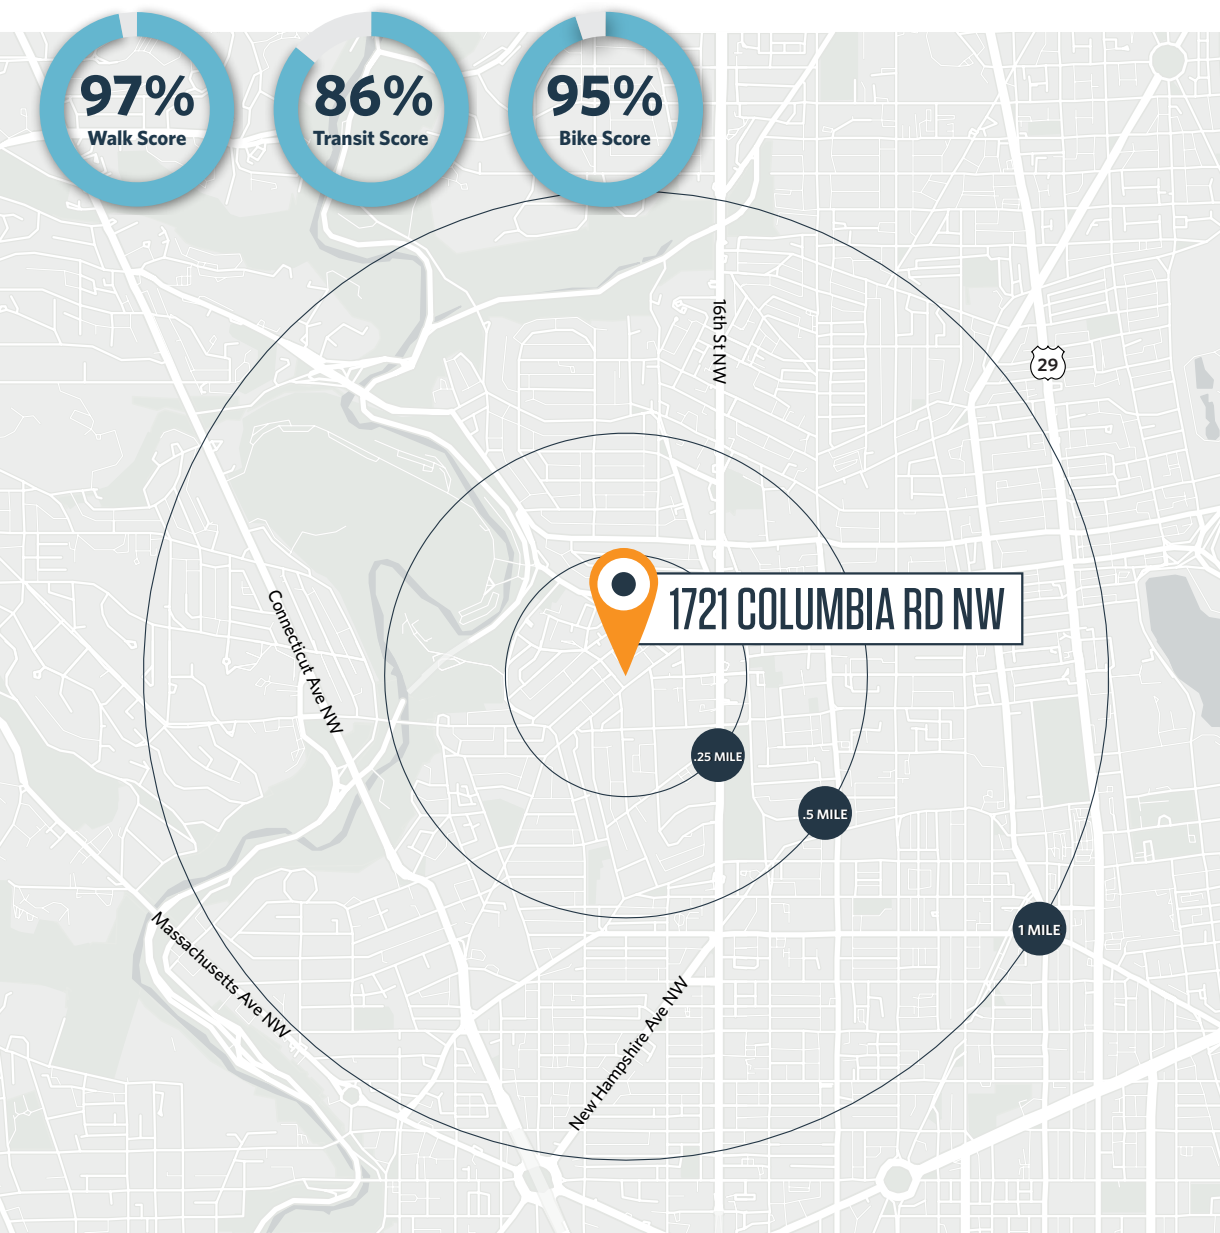 97%
Walk Score
86%
Transit Score
95%
Bike Score
16th St NW
29
1721 COLUMBIA RD NW
Connecticut Ave NW
.25 MILE
.5 MILE
1 MILE
Massachusetts Ave NW
New Hampshire Ave NW